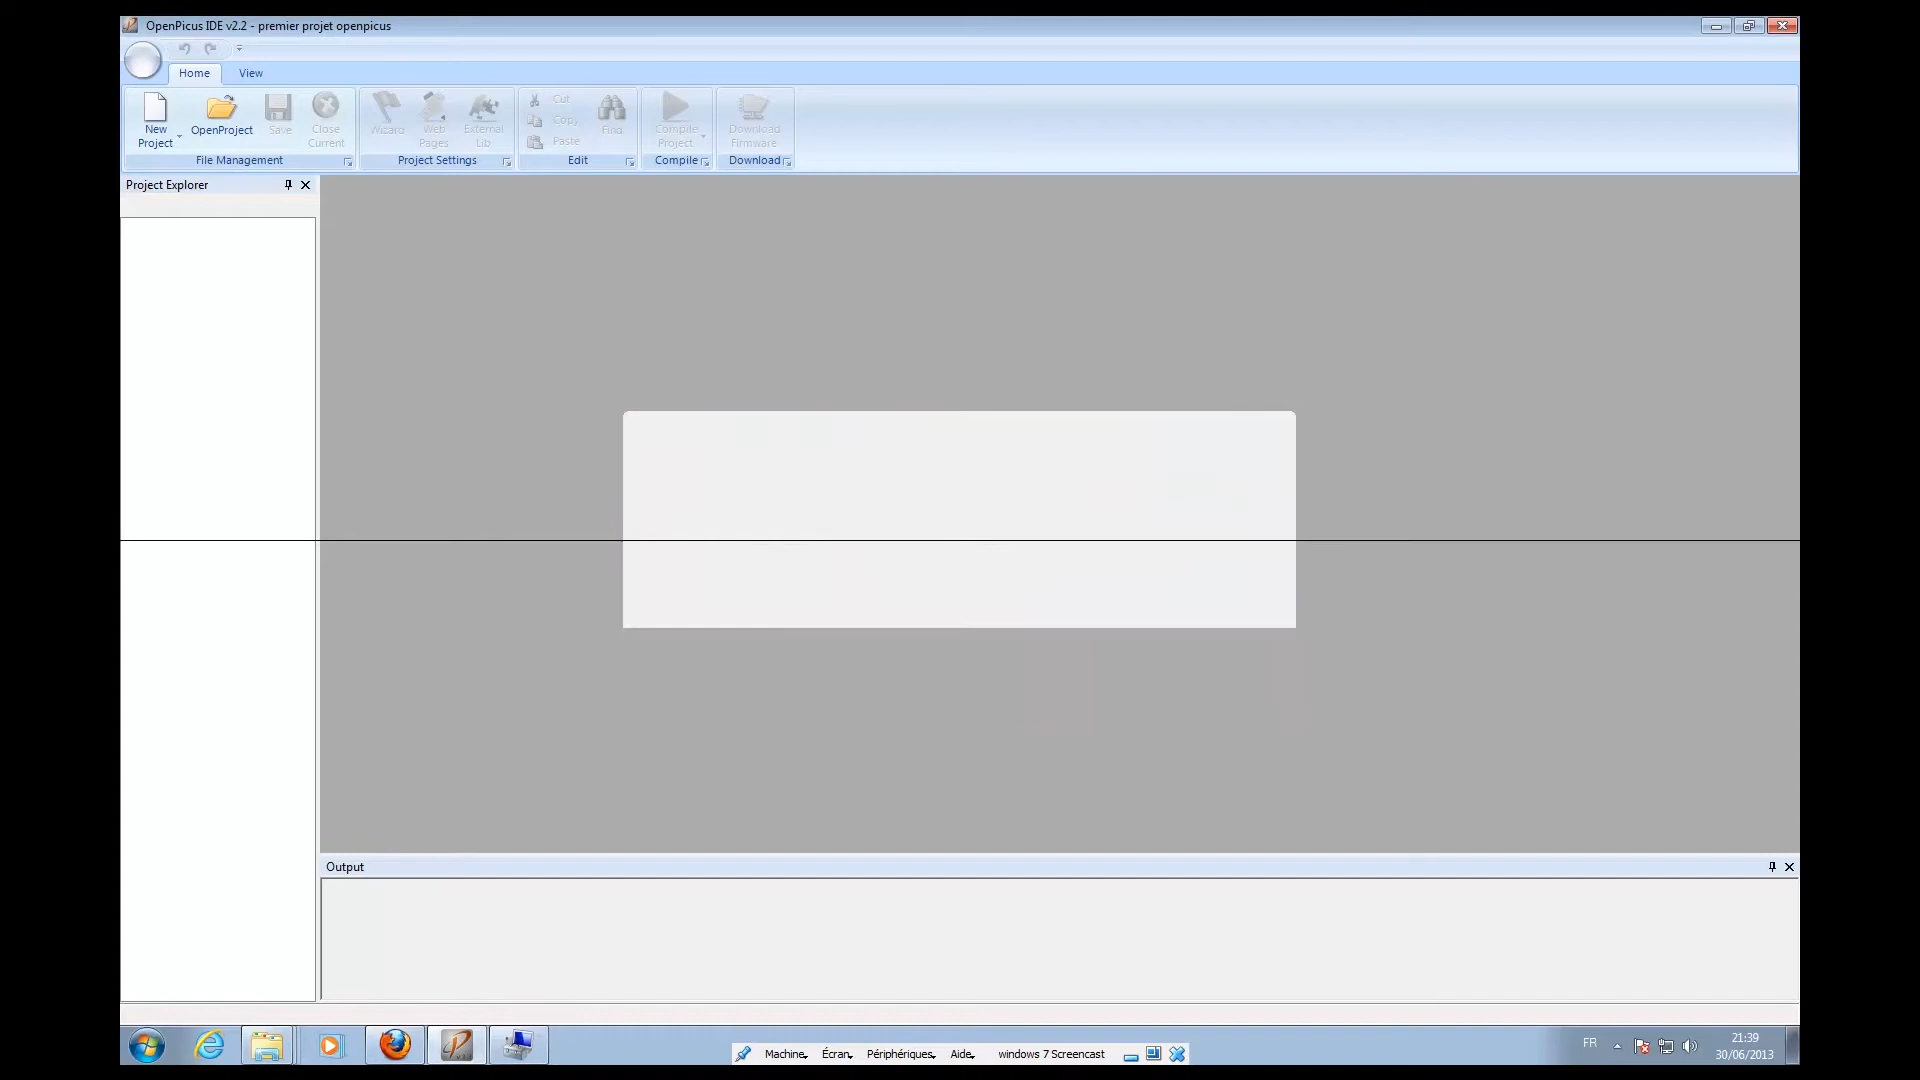 OpenPicus IDE v2.2 - premier projet openpicus
Home View
New Project
OpenProject
Save
Close Current
Wizard
Web Pages
External Lib
Cut
Copy
Paste
Find
Compile Project
Download Firmware
File Management
Project Settings
Edit
Compile
Download
Project Explorer
Output
Machine Écran Périphériques Aide windows 7 Screencast
FR
21:39
30/06/2013